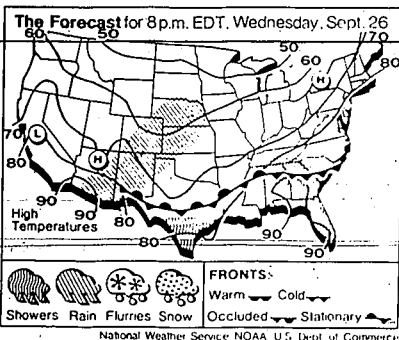 The Forecast for 8 p.m. EDT, Wednesday, Sept. 26
60 50
70
50
60 H
80
70 L
80
H
90
High
Temperatures
90
80
80
90
90
Showers Rain Flurries Snow
FRONTS:
Warm Cold
Occluded Stationary
National Weather Service NOAA U S Dept of Commerce